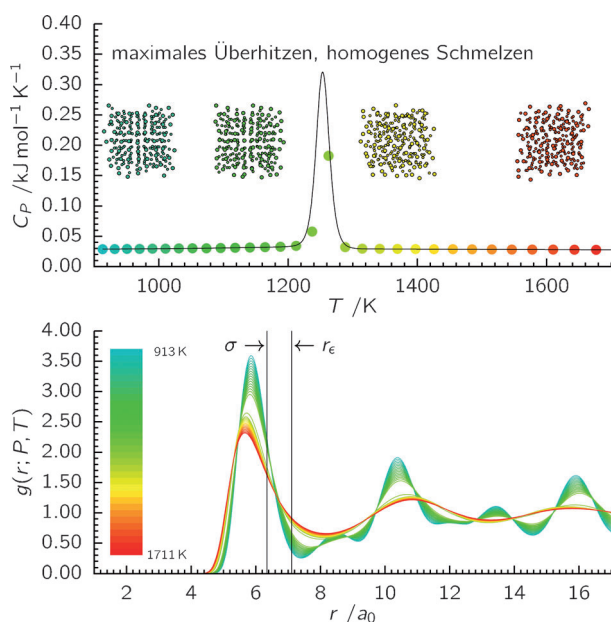 maximales Überhitzen, homogenes Schmelzen
C_P /kJ mol⁻¹ K⁻¹
0.40
0.35
0.30
0.25
0.20
0.15
0.10
0.05
0.00
1000 1200 1400 1600
T /K
g(r; P, T)
4.00
3.50
3.00
2.50
2.00
1.50
1.00
0.50
0.00
913 K
1711 K
σ → ← r_ϵ
2 4 6 8 10 12 14 16
r /a₀